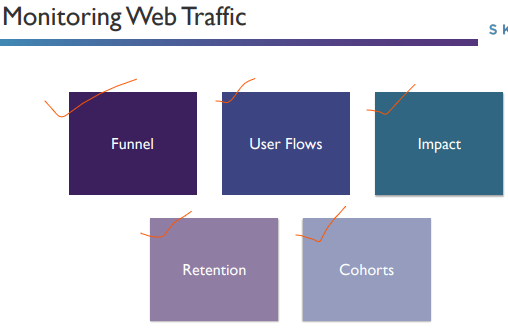 Monitoring Web Traffic
S K
Funnel
User Flows
Impact
Retention
Cohorts